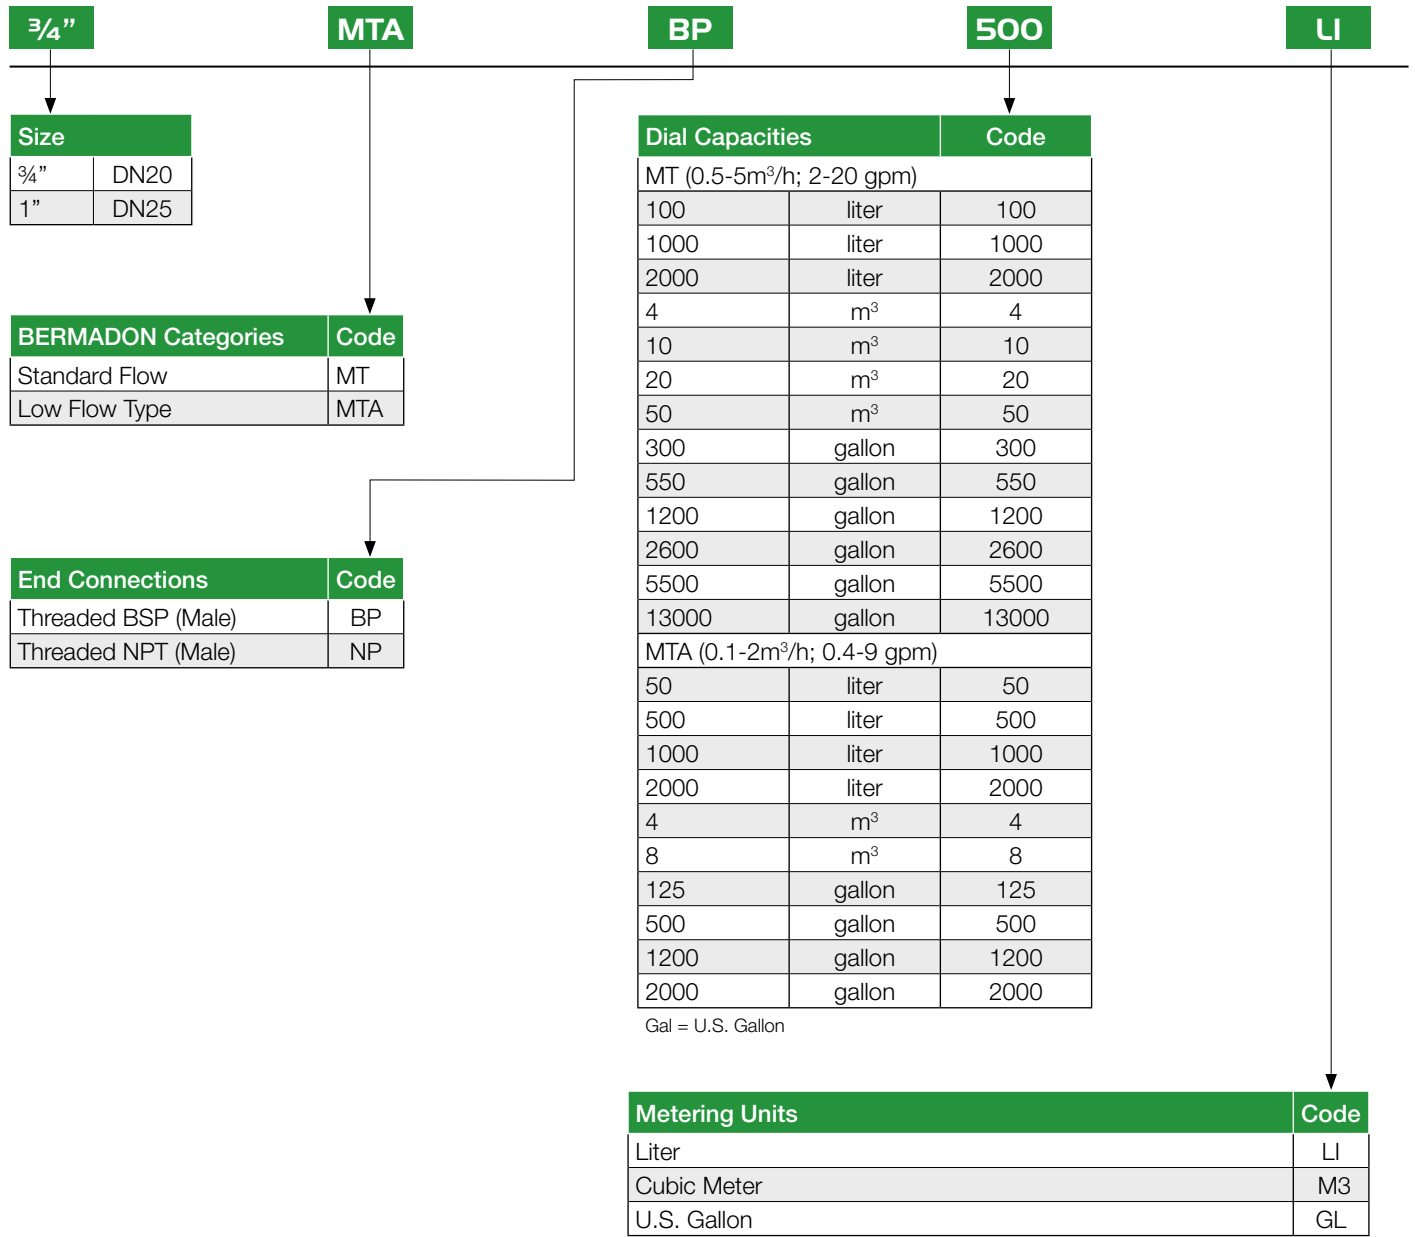 ¾” MTA BP 500 LI
Size
¾” DN20
1” DN25
BERMADON Categories Code
Standard Flow MT
Low Flow Type MTA
End Connections Code
Threaded BSP (Male) BP
Threaded NPT (Male) NP
Dial Capacities Code
MT (0.5-5m³/h; 2-20 gpm)
100 liter 100
1000 liter 1000
2000 liter 2000
4 m³ 4
10 m³ 10
20 m³ 20
50 m³ 50
300 gallon 300
550 gallon 550
1200 gallon 1200
2600 gallon 2600
5500 gallon 5500
13000 gallon 13000
MTA (0.1-2m³/h; 0.4-9 gpm)
50 liter 50
500 liter 500
1000 liter 1000
2000 liter 2000
4 m³ 4
8 m³ 8
125 gallon 125
500 gallon 500
1200 gallon 1200
2000 gallon 2000
Gal = U.S. Gallon
Metering Units Code
Liter LI
Cubic Meter M3
U.S. Gallon GL